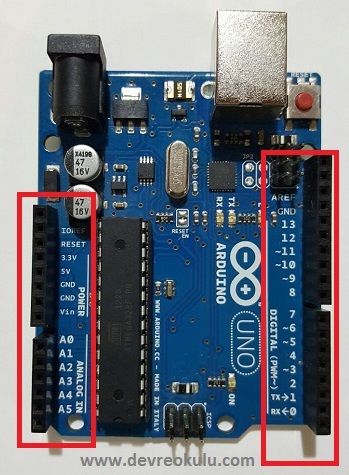 RESET
X4196
47
16V
47
16V
JP2
RX
TX
RESET
EN
ARDUINO
UNO
WWW.ARDUINO.CC - MADE IN ITALY
ICSP
ON
IOREF
RESET
3.3V
5V
GND
GND
Vin
POWER
A0
A1
A2
A3
A4
A5
ANALOG IN
AREF
GND
13
12
~11
~10
~9
8
7
~6
~5
4
~3
2
TX→1
RX←0
DIGITAL (PWM~)
www.devreokulu.com